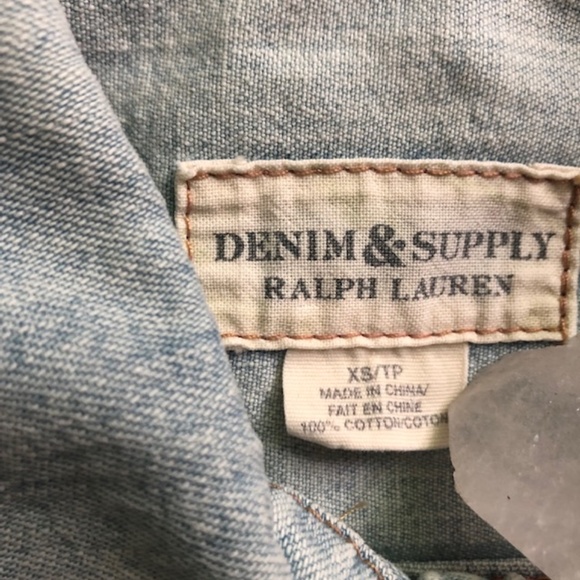 DENIM & SUPPLY
RALPH LAUREN
XS/TP
MADE IN CHINA/
FAIT EN CHINE
100% COTTON/COTON